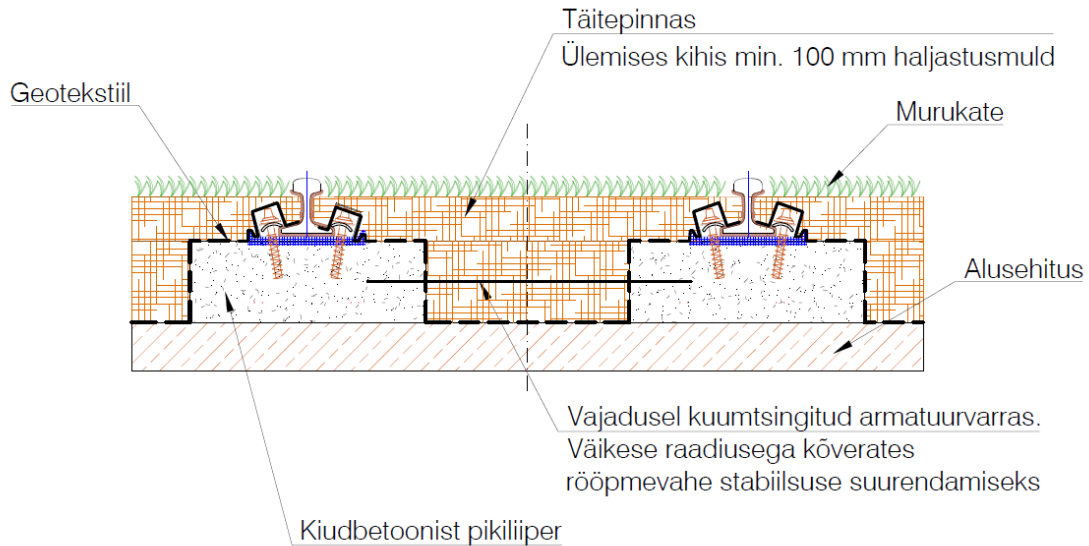 Täitepinnas
Ülemises kihis min. 100 mm haljastusmuld
Geotekstiil
Murukate
Alusehitus
Vajadusel kuumtsingitud armatuurvarras.
Väikese raadiusega kõverates
rööpmevahe stabiilsuse suurendamiseks
Kiudbetoonist pikiliiper